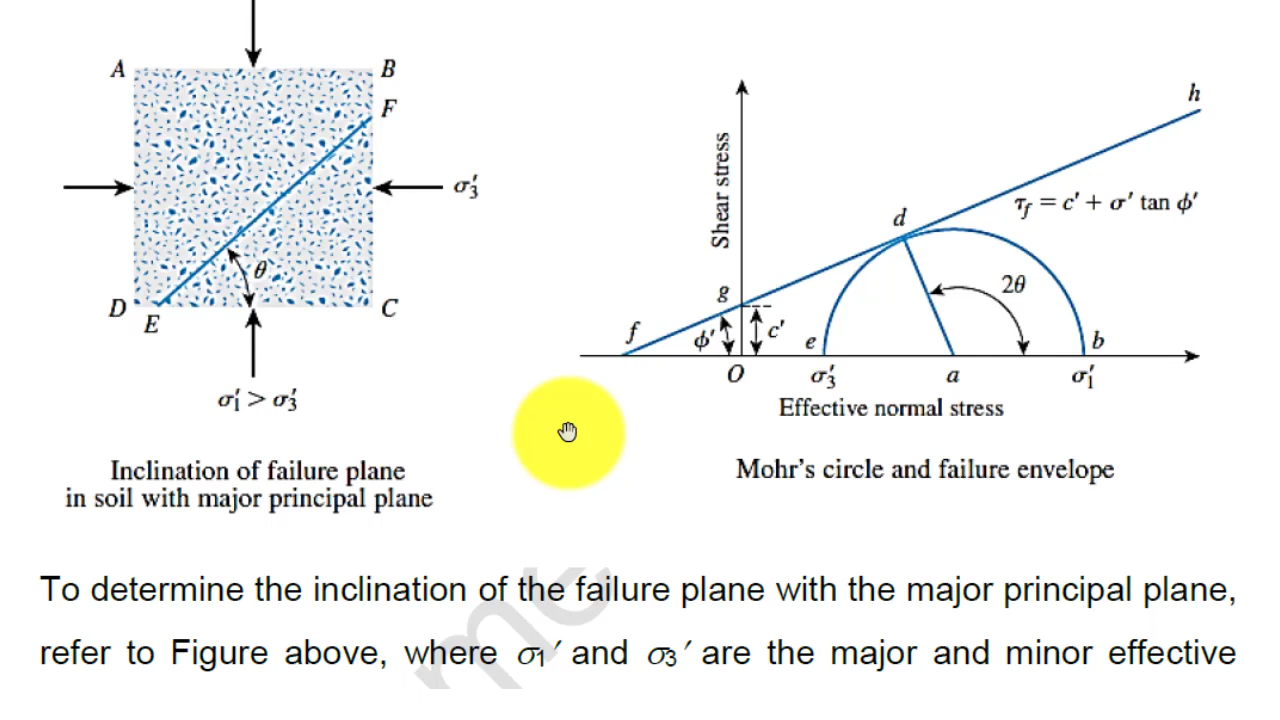 A
B
F
σ₃′
θ
D
E
C
σ₁′ > σ₃′
Inclination of failure plane
in soil with major principal plane
Shear stress
h
τf = c′ + σ′ tan ϕ′
d
2θ
g
f
ϕ′
c′
e
b
O
σ₃′
a
σ₁′
Effective normal stress
Mohr's circle and failure envelope
To determine the inclination of the failure plane with the major principal plane,
refer to Figure above, where σ1′ and σ3′ are the major and minor effective